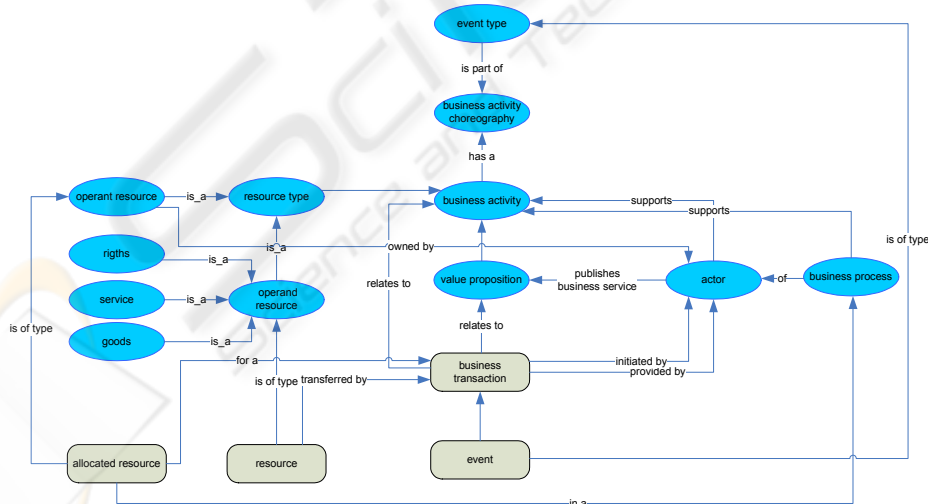 event type
is part of
business activity
choreography
has a
operant resource
is_a
resource type
business activity
supports
supports
rigths
is_a
is_a
owned by
is of type
service
is_a
operand
resource
relates to
value proposition
publishes
business service
actor
of
business process
is of type
goods
is_a
relates to
for a
business
transaction
initiated by
provided by
is of type
transferred by
allocated resource
resource
event
in a